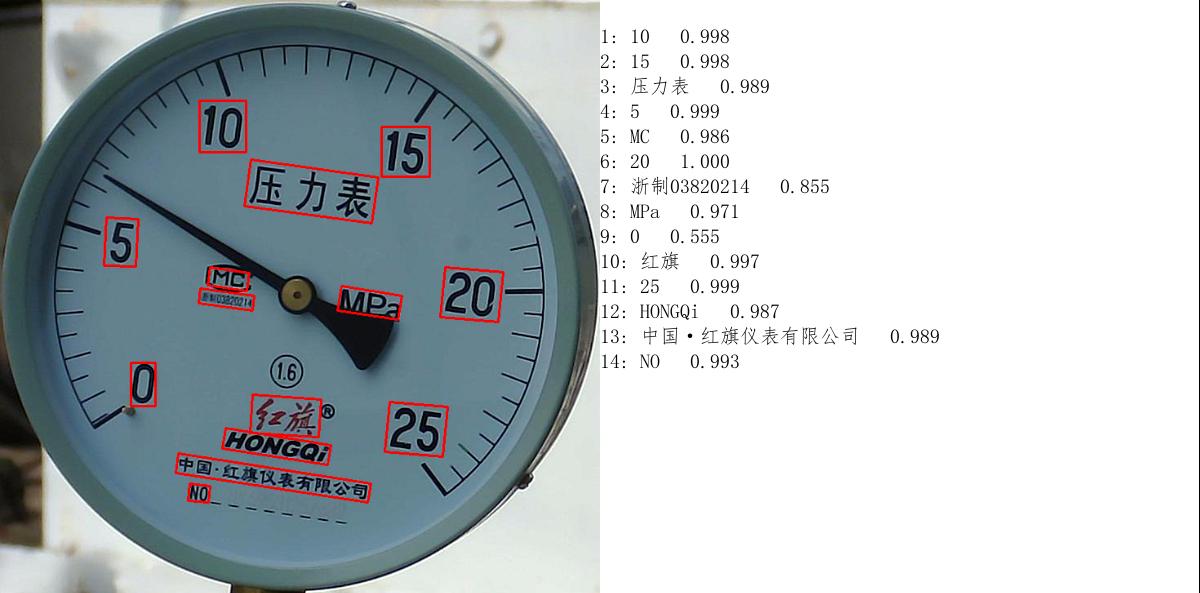 10
15
压力表
5
MC
浙制03820214
MPa
20
0
1.6
红旗®
HONGQi
25
中国·红旗仪表有限公司
NO
1: 10 0.998
2: 15 0.998
3: 压力表 0.989
4: 5 0.999
5: MC 0.986
6: 20 1.000
7: 浙制03820214 0.855
8: MPa 0.971
9: 0 0.555
10: 红旗 0.997
11: 25 0.999
12: HONGQi 0.987
13: 中国·红旗仪表有限公司 0.989
14: NO 0.993